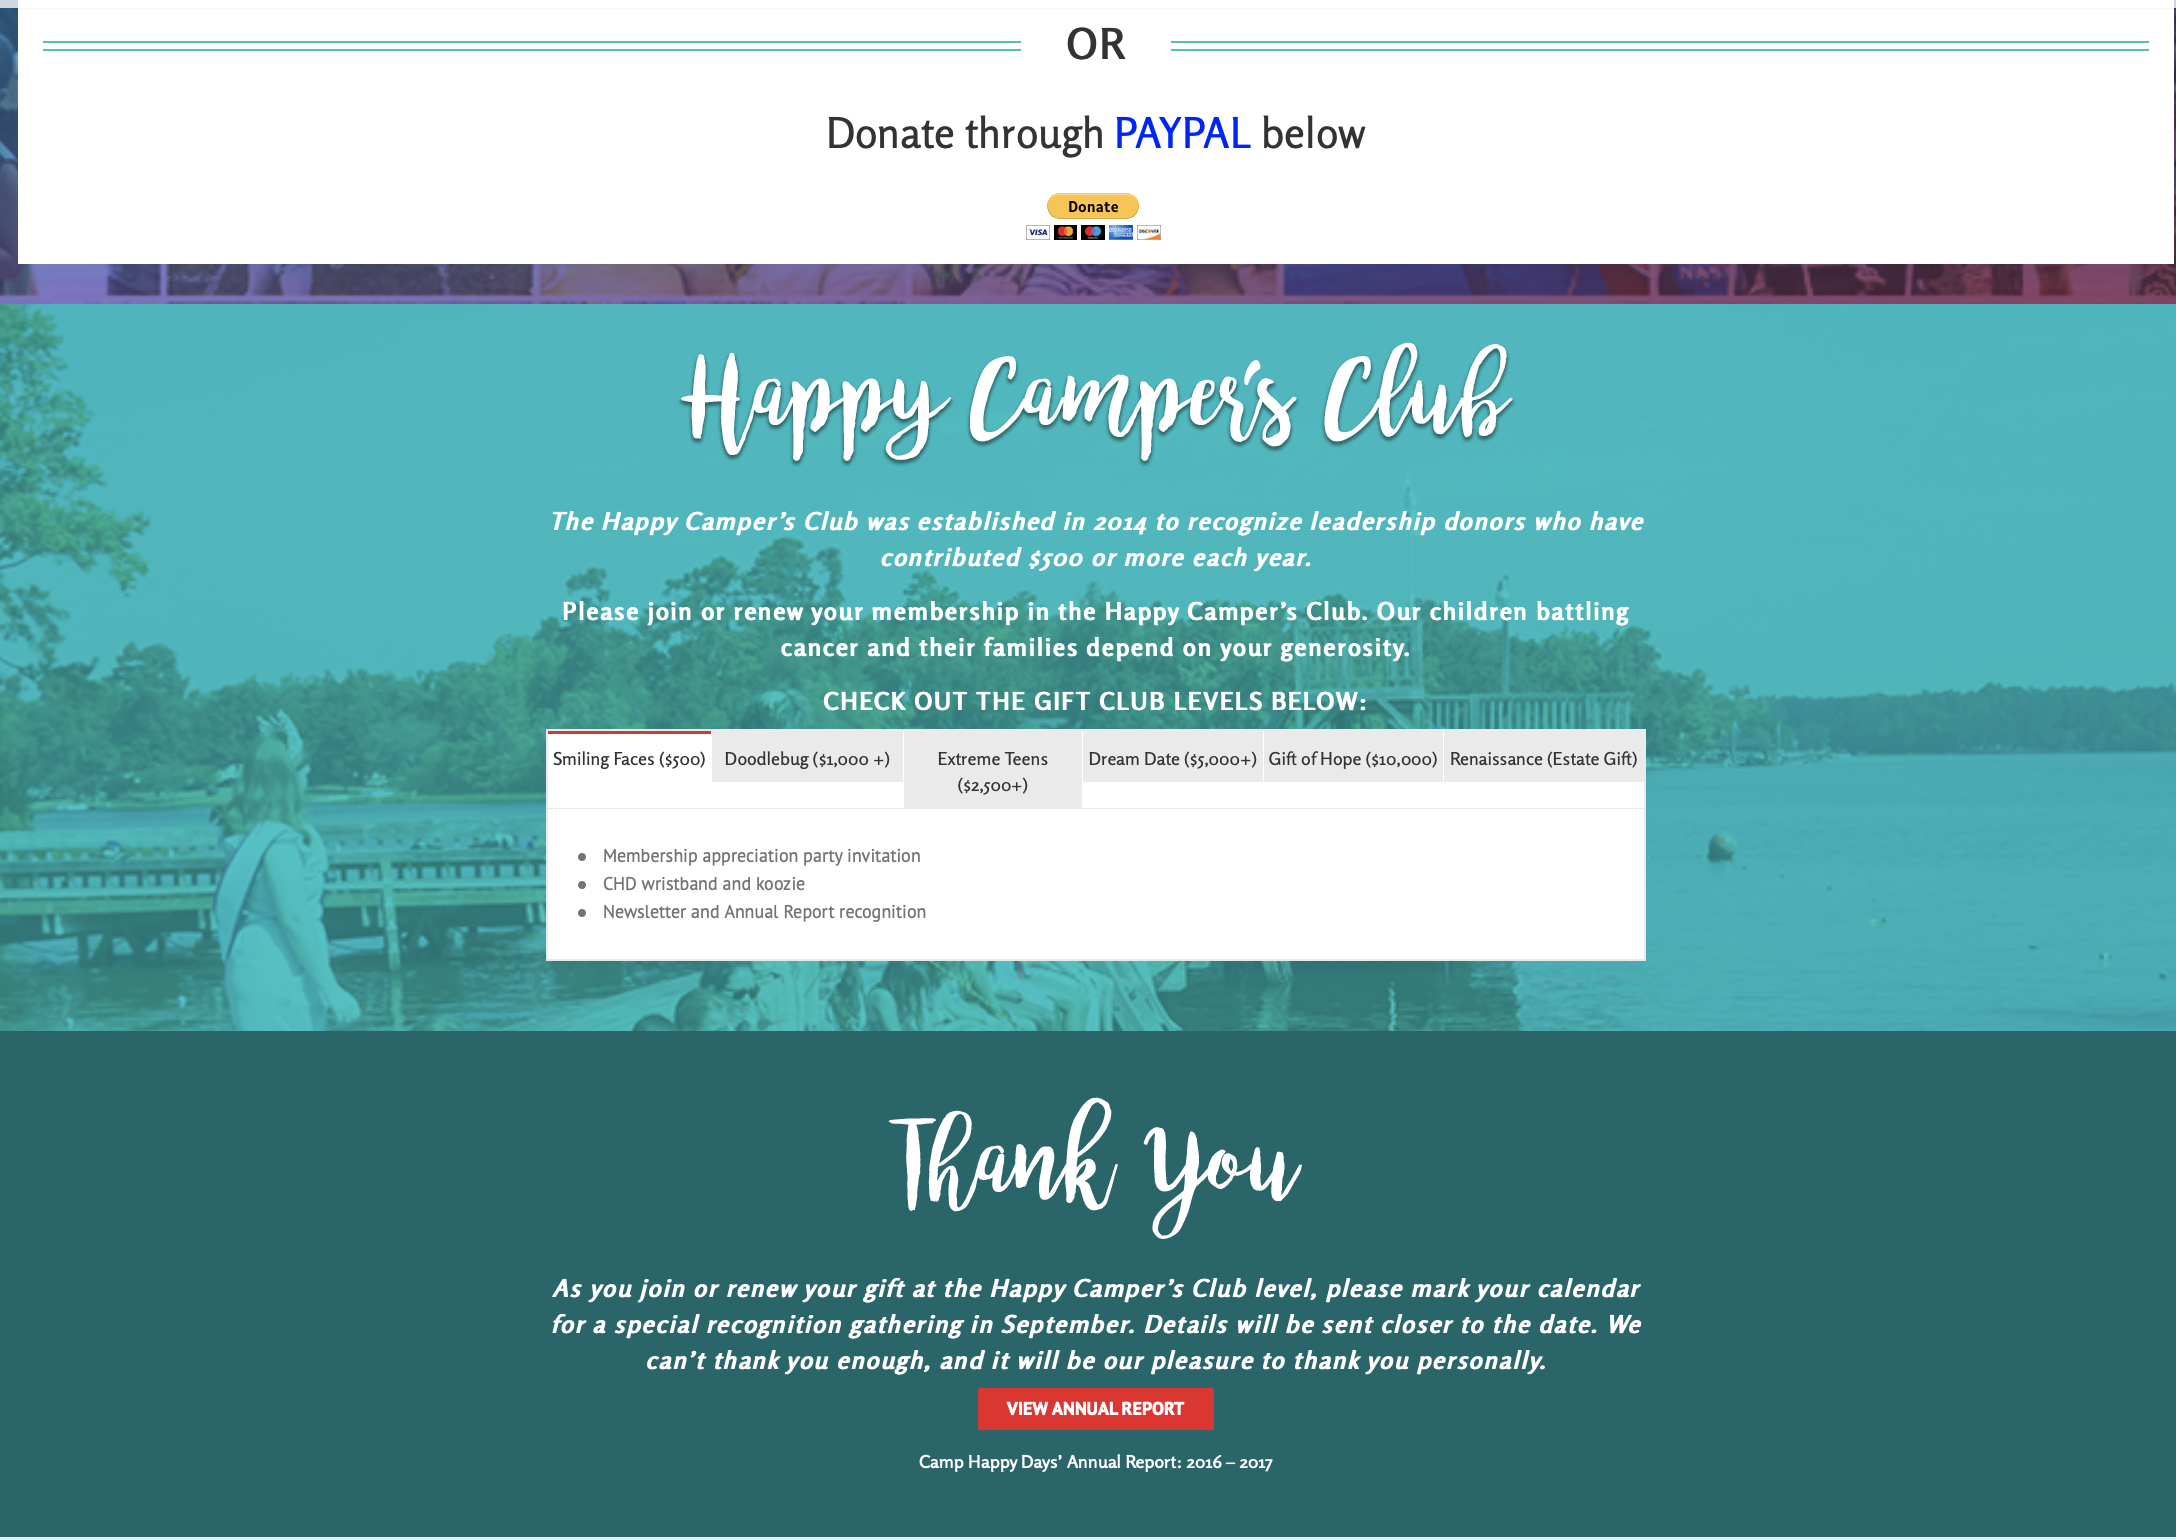 OR
Donate through PAYPAL below
Donate
VISA
DISCOVER
NAS
Happy Camper's Club
The Happy Camper's Club was established in 2014 to recognize leadership donors who have
contributed $500 or more each year.
Please join or renew your membership in the Happy Camper's Club. Our children battling
cancer and their families depend on your generosity.
CHECK OUT THE GIFT CLUB LEVELS BELOW:
Smiling Faces ($500)
Doodlebug ($1,000 +)
Extreme Teens
($2,500+)
Dream Date ($5,000+)
Gift of Hope ($10,000)
Renaissance (Estate Gift)
Membership appreciation party invitation
CHD wristband and koozie
Newsletter and Annual Report recognition
Thank You
As you join or renew your gift at the Happy Camper's Club level, please mark your calendar
for a special recognition gathering in September. Details will be sent closer to the date. We
can't thank you enough, and it will be our pleasure to thank you personally.
VIEW ANNUAL REPORT
Camp Happy Days' Annual Report: 2016 – 2017